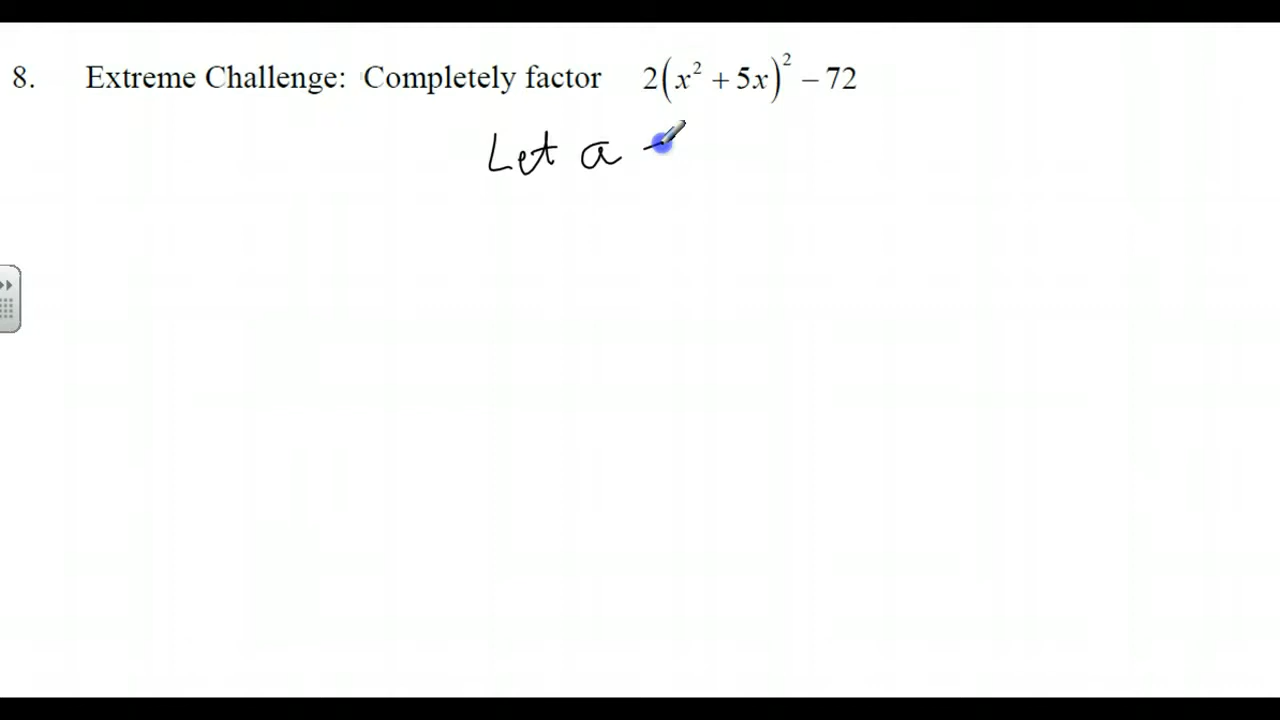 8. Extreme Challenge: Completely factor 2(x² + 5x)² – 72
Let a